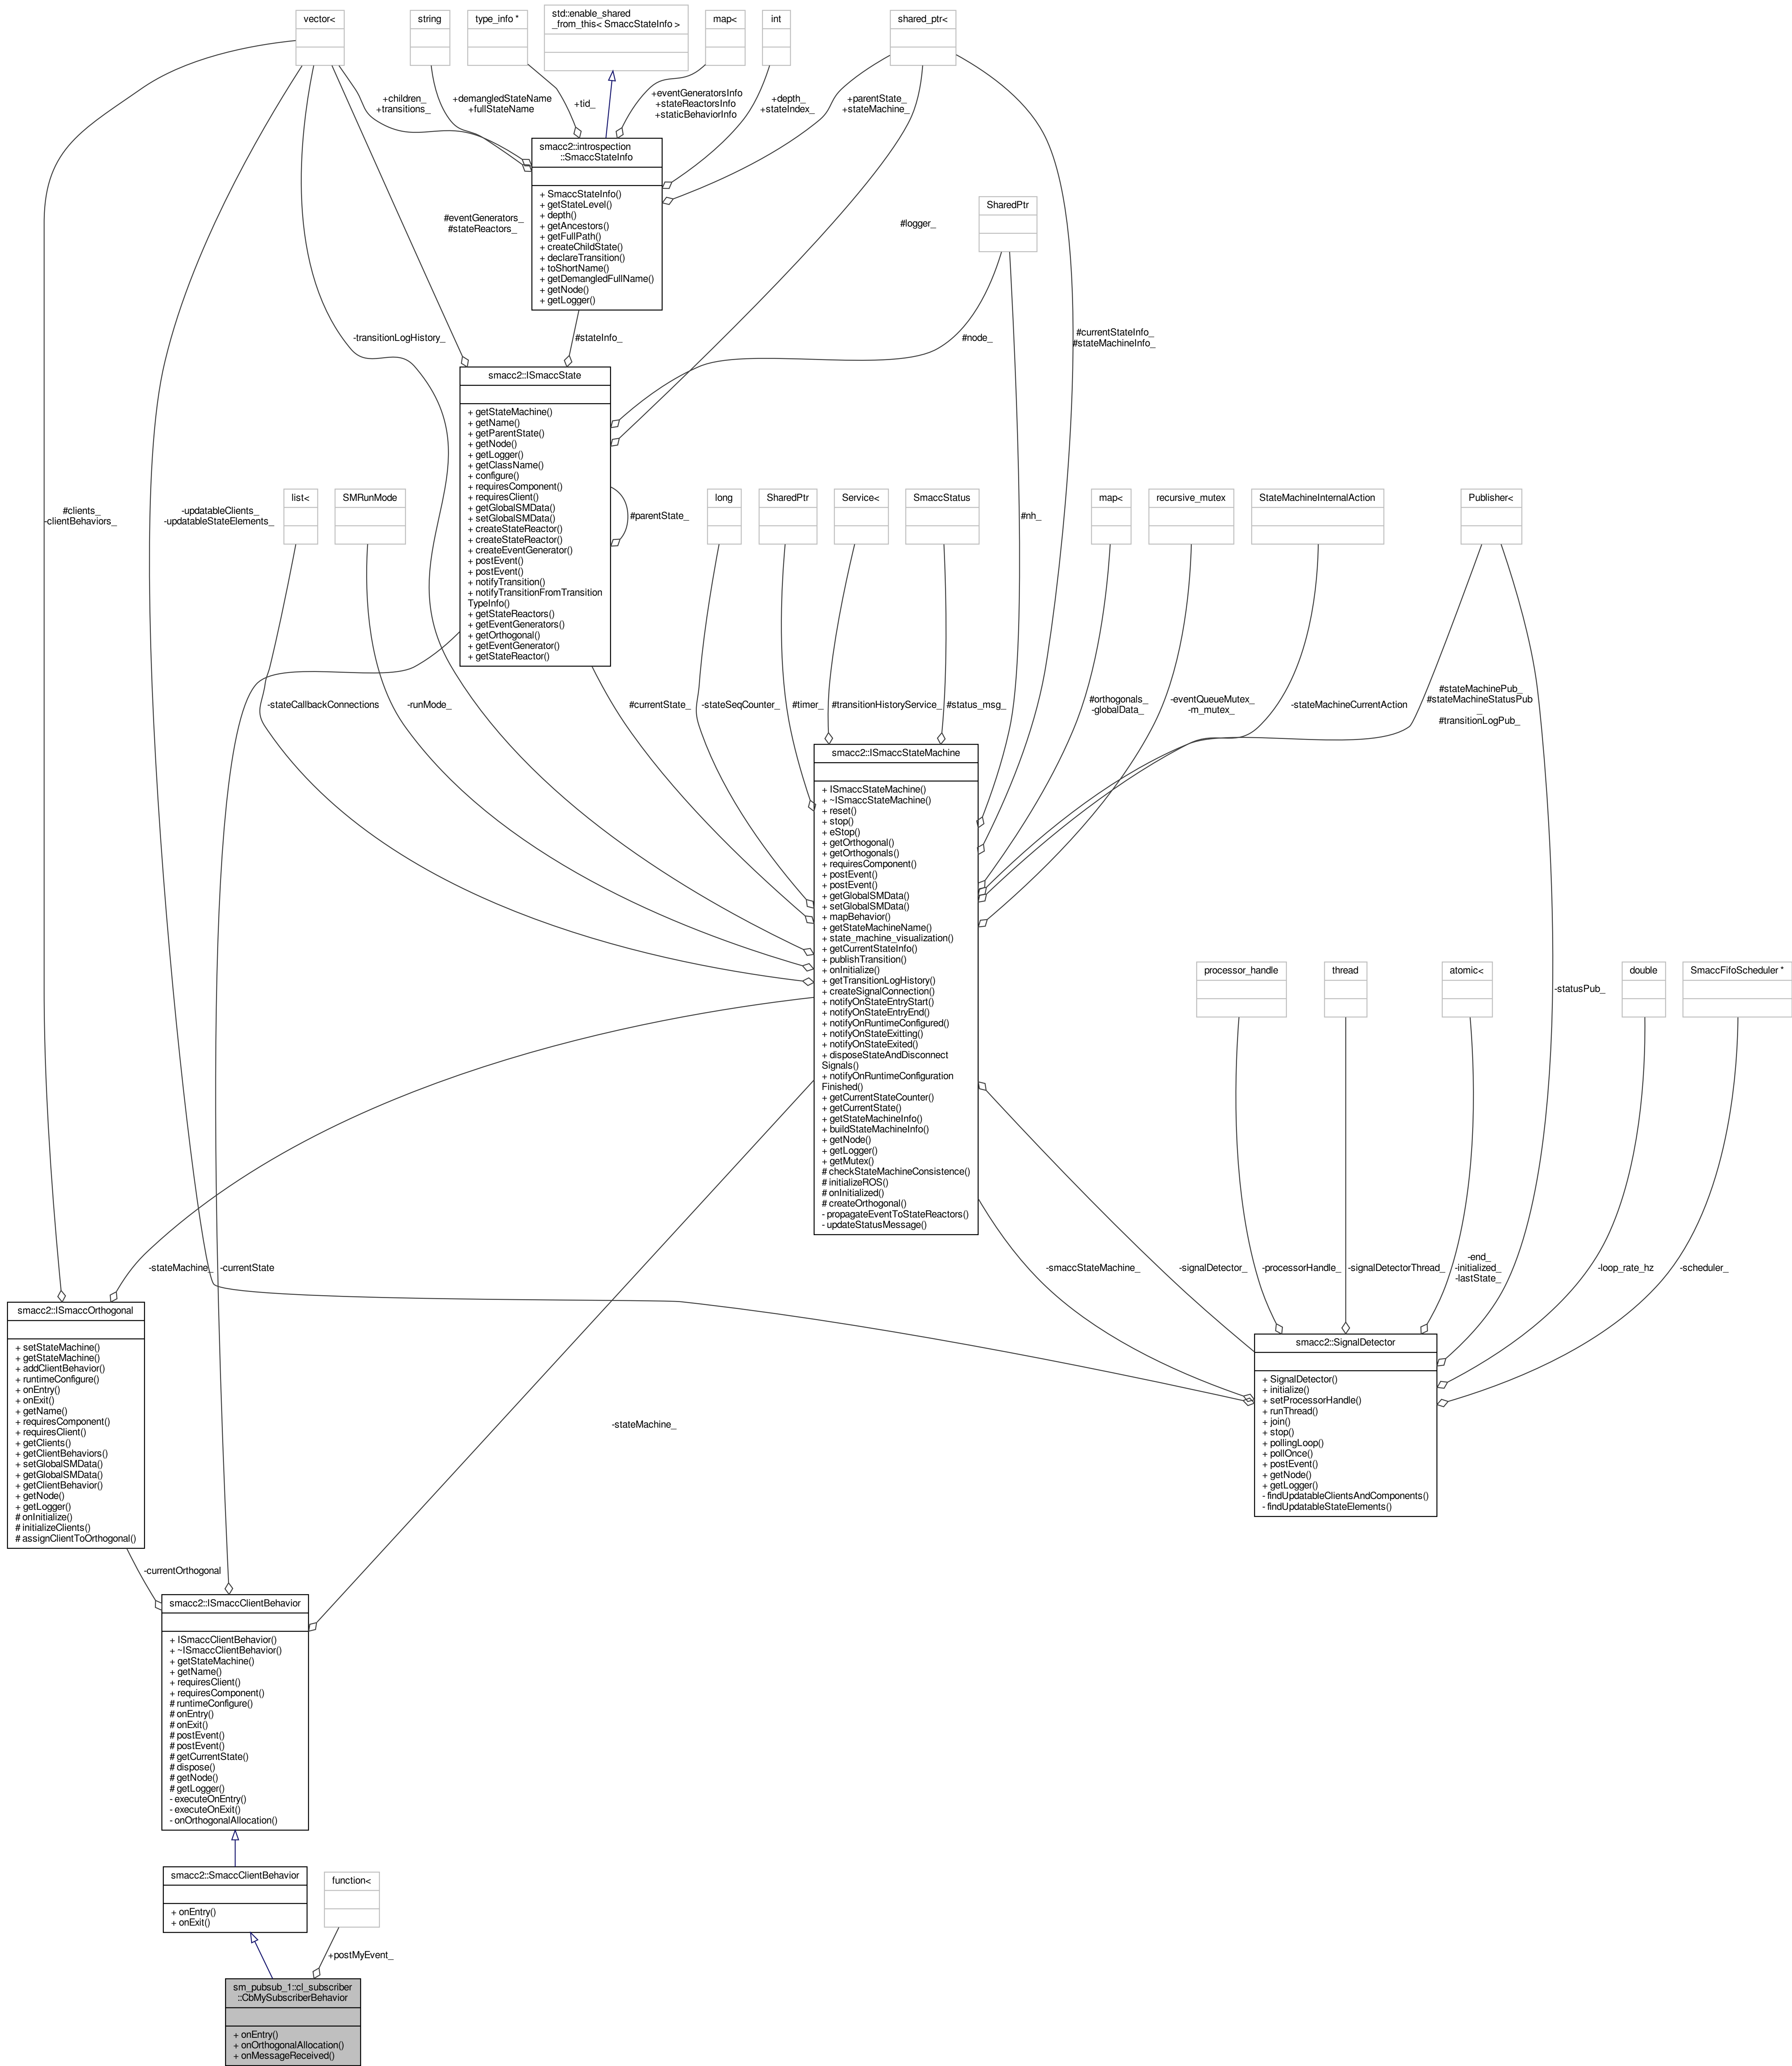 vector<
string
type_info *
std::enable_shared
_from_this< SmaccStateInfo >
map<
int
shared_ptr<
+children_
+transitions_
+demangledStateName
+fullStateName
+tid_
+eventGeneratorsInfo
+stateReactorsInfo
+staticBehaviorInfo
+depth_
+stateIndex_
+parentState_
+stateMachine_
smacc2::introspection
::SmaccStateInfo
+ SmaccStateInfo()
+ getStateLevel()
+ depth()
+ getAncestors()
+ getFullPath()
+ createChildState()
+ declareTransition()
+ toShortName()
+ getDemangledFullName()
+ getNode()
+ getLogger()
SharedPtr
#eventGenerators_
#stateReactors_
#logger_
-transitionLogHistory_
#stateInfo_
#node_
#currentStateInfo_
#stateMachineInfo_
smacc2::ISmaccState
+ getStateMachine()
+ getName()
+ getParentState()
+ getNode()
+ getLogger()
+ getClassName()
+ configure()
+ requiresComponent()
+ requiresClient()
+ getGlobalSMData()
+ setGlobalSMData()
+ createStateReactor()
+ createStateReactor()
+ createEventGenerator()
+ postEvent()
+ postEvent()
+ notifyTransition()
+ notifyTransitionFromTransition
TypeInfo()
+ getStateReactors()
+ getEventGenerators()
+ getOrthogonal()
+ getEventGenerator()
+ getStateReactor()
#parentState_
#clients_
-clientBehaviors_
-updatableClients_
-updatableStateElements_
list<
SMRunMode
long
SharedPtr
Service<
SmaccStatus
#nh_
map<
recursive_mutex
StateMachineInternalAction
Publisher<
-stateCallbackConnections
-runMode_
#currentState_
-stateSeqCounter_
#timer_
#transitionHistoryService_
#status_msg_
#orthogonals_
-globalData_
-eventQueueMutex_
-m_mutex_
-stateMachineCurrentAction
#stateMachinePub_
#stateMachineStatusPub
_
#transitionLogPub_
smacc2::ISmaccStateMachine
+ ISmaccStateMachine()
+ ~ISmaccStateMachine()
+ reset()
+ stop()
+ eStop()
+ getOrthogonal()
+ getOrthogonals()
+ requiresComponent()
+ postEvent()
+ postEvent()
+ getGlobalSMData()
+ setGlobalSMData()
+ mapBehavior()
+ getStateMachineName()
+ state_machine_visualization()
+ getCurrentStateInfo()
+ publishTransition()
+ onInitialize()
+ getTransitionLogHistory()
+ createSignalConnection()
+ notifyOnStateEntryStart()
+ notifyOnStateEntryEnd()
+ notifyOnRuntimeConfigured()
+ notifyOnStateExitting()
+ notifyOnStateExited()
+ disposeStateAndDisconnect
Signals()
+ notifyOnRuntimeConfiguration
Finished()
+ getCurrentStateCounter()
+ getCurrentState()
+ getStateMachineInfo()
+ buildStateMachineInfo()
+ getNode()
+ getLogger()
+ getMutex()
# checkStateMachineConsistence()
# initializeROS()
# onInitialized()
# createOrthogonal()
- propagateEventToStateReactors()
- updateStatusMessage()
processor_handle
thread
atomic<
-statusPub_
double
SmaccFifoScheduler *
-stateMachine_
-currentState
-smaccStateMachine_
-signalDetector_
-processorHandle_
-signalDetectorThread_
-end_
-initialized_
-lastState_
-loop_rate_hz
-scheduler_
smacc2::ISmaccOrthogonal
+ setStateMachine()
+ getStateMachine()
+ addClientBehavior()
+ runtimeConfigure()
+ onEntry()
+ onExit()
+ getName()
+ requiresComponent()
+ requiresClient()
+ getClients()
+ getClientBehaviors()
+ setGlobalSMData()
+ getGlobalSMData()
+ getClientBehavior()
+ getNode()
+ getLogger()
# onInitialize()
# initializeClients()
# assignClientToOrthogonal()
smacc2::SignalDetector
+ SignalDetector()
+ initialize()
+ setProcessorHandle()
+ runThread()
+ join()
+ stop()
+ pollingLoop()
+ pollOnce()
+ postEvent()
+ getNode()
+ getLogger()
- findUpdatableClientsAndComponents()
- findUpdatableStateElements()
-stateMachine_
-currentOrthogonal
smacc2::ISmaccClientBehavior
+ ISmaccClientBehavior()
+ ~ISmaccClientBehavior()
+ getStateMachine()
+ getName()
+ requiresClient()
+ requiresComponent()
# runtimeConfigure()
# onEntry()
# onExit()
# postEvent()
# postEvent()
# getCurrentState()
# dispose()
# getNode()
# getLogger()
- executeOnEntry()
- executeOnExit()
- onOrthogonalAllocation()
smacc2::SmaccClientBehavior
+ onEntry()
+ onExit()
function<
+postMyEvent_
sm_pubsub_1::cl_subscriber
::CbMySubscriberBehavior
+ onEntry()
+ onOrthogonalAllocation()
+ onMessageReceived()